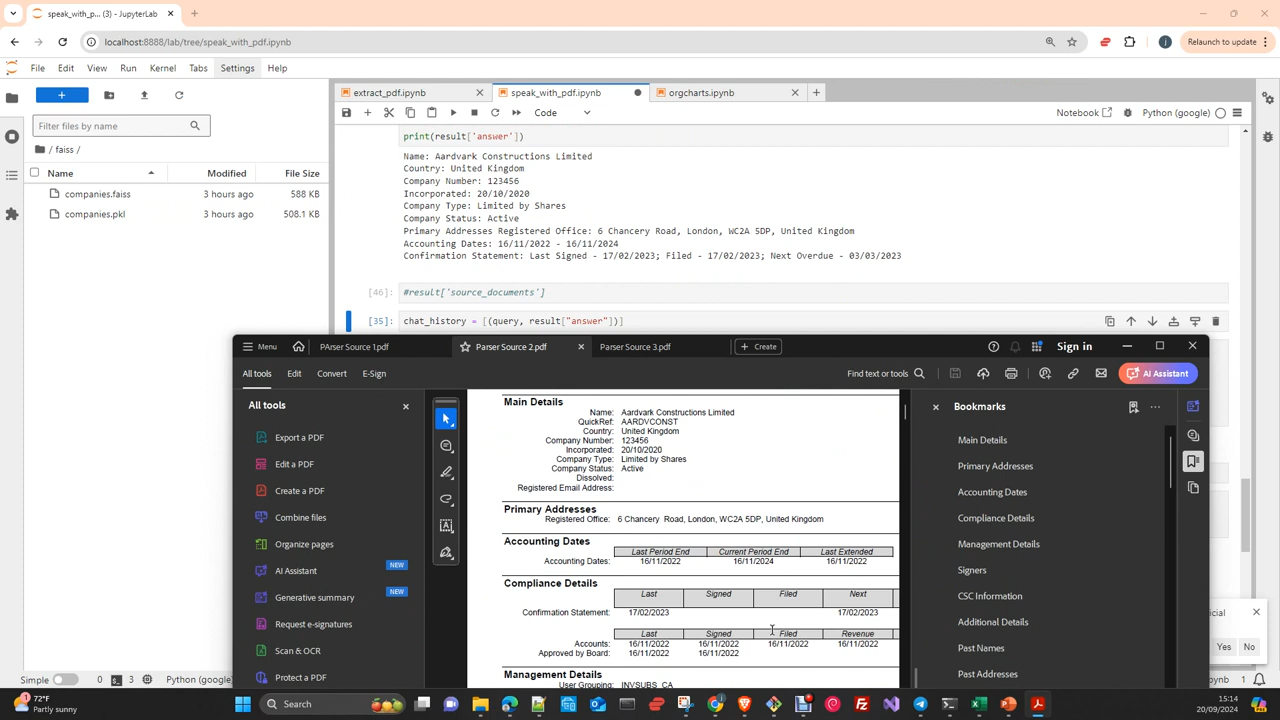 speak_with_p... (3) - JupyterLab
localhost:8888/lab/tree/speak_with_pdf.ipynb
Relaunch to update
File Edit View Run Kernel Tabs Settings Help
extract_pdf.ipynb
speak_with_pdf.ipynb
orgcharts.ipynb
Code
Notebook
Python (google)
Filter files by name
/ faiss /
Name Modified File Size
companies.faiss 3 hours ago 588 KB
companies.pkl 3 hours ago 508.1 KB
print(result['answer'])
Name: Aardvark Constructions Limited
Country: United Kingdom
Company Number: 123456
Incorporated: 20/10/2020
Company Type: Limited by Shares
Company Status: Active
Primary Addresses Registered Office: 6 Chancery Road, London, WC2A 5DP, United Kingdom
Accounting Dates: 16/11/2022 - 16/11/2024
Confirmation Statement: Last Signed - 17/02/2023; Filed - 17/02/2023; Next Overdue - 03/03/2023
[46]: #result['source_documents']
[35]: chat_history = [(query, result["answer"])]
Menu
PArser Source 1.pdf
Parser Source 2.pdf
Parser Source 3.pdf
Create
Sign in
All tools Edit Convert E-Sign
Find text or tools
AI Assistant
All tools
Export a PDF
Edit a PDF
Create a PDF
Combine files
Organize pages
AI Assistant NEW
Generative summary NEW
Request e-signatures
Scan & OCR
Protect a PDF
Main Details
Name: Aardvark Constructions Limited
QuickRef: AARDVCONST
Country: United Kingdom
Company Number: 123456
Incorporated: 20/10/2020
Company Type: Limited by Shares
Company Status: Active
Dissolved:
Registered Email Address:
Primary Addresses
Registered Office: 6 Chancery Road, London, WC2A 5DP, United Kingdom
Accounting Dates
Last Period End Current Period End Last Extended
Accounting Dates: 16/11/2022 16/11/2024 16/11/2022
Compliance Details
Last Signed Filed Next
Confirmation Statement: 17/02/2023 17/02/2023
Last Signed Filed Revenue
Accounts: 16/11/2022 16/11/2022 16/11/2022 16/11/2022
Approved by Board: 16/11/2022 16/11/2022
Management Details
User Grouping: INVSUBS_CA
Bookmarks
Main Details
Primary Addresses
Accounting Dates
Compliance Details
Management Details
Signers
CSC Information
Additional Details
Past Names
Past Addresses
cial
Yes No
Simple 0 3 Python (google)
ipynb 1
72°F
Partly sunny
Search
15:14
20/09/2024